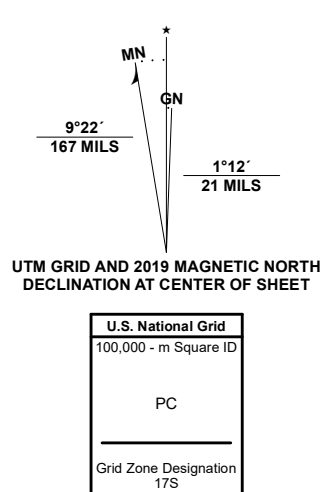 ★
MN
GN
9°22´
167 MILS
1°12´
21 MILS
UTM GRID AND 2019 MAGNETIC NORTH
DECLINATION AT CENTER OF SHEET
U.S. National Grid
100,000 - m Square ID
PC
Grid Zone Designation
17S